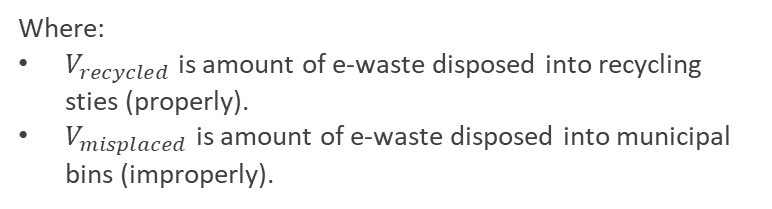 Where:
• V_recycled is amount of e-waste disposed into recycling
sties (properly).
• V_misplaced is amount of e-waste disposed into municipal
bins (improperly).